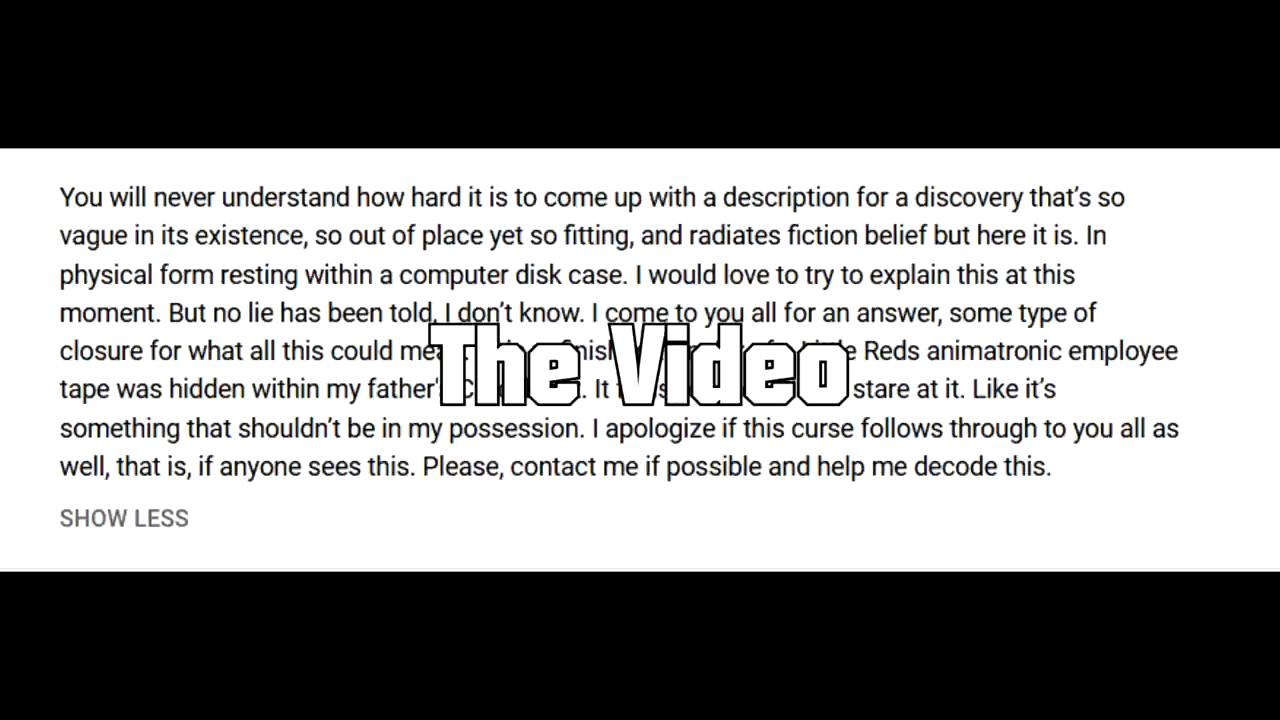 You will never understand how hard it is to come up with a description for a discovery that's so
vague in its existence, so out of place yet so fitting, and radiates fiction belief but here it is. In
physical form resting within a computer disk case. I would love to try to explain this at this
moment. But no lie has been told, I don't know. I come to you all for an answer, some type of
closure for what all this could Reds animatronic employee
tape was hidden within my father's It stare at it. Like it's
The Video
something that shouldn't be in my possession. I apologize if this curse follows through to you all as
well, that is, if anyone sees this. Please, contact me if possible and help me decode this.
SHOW LESS